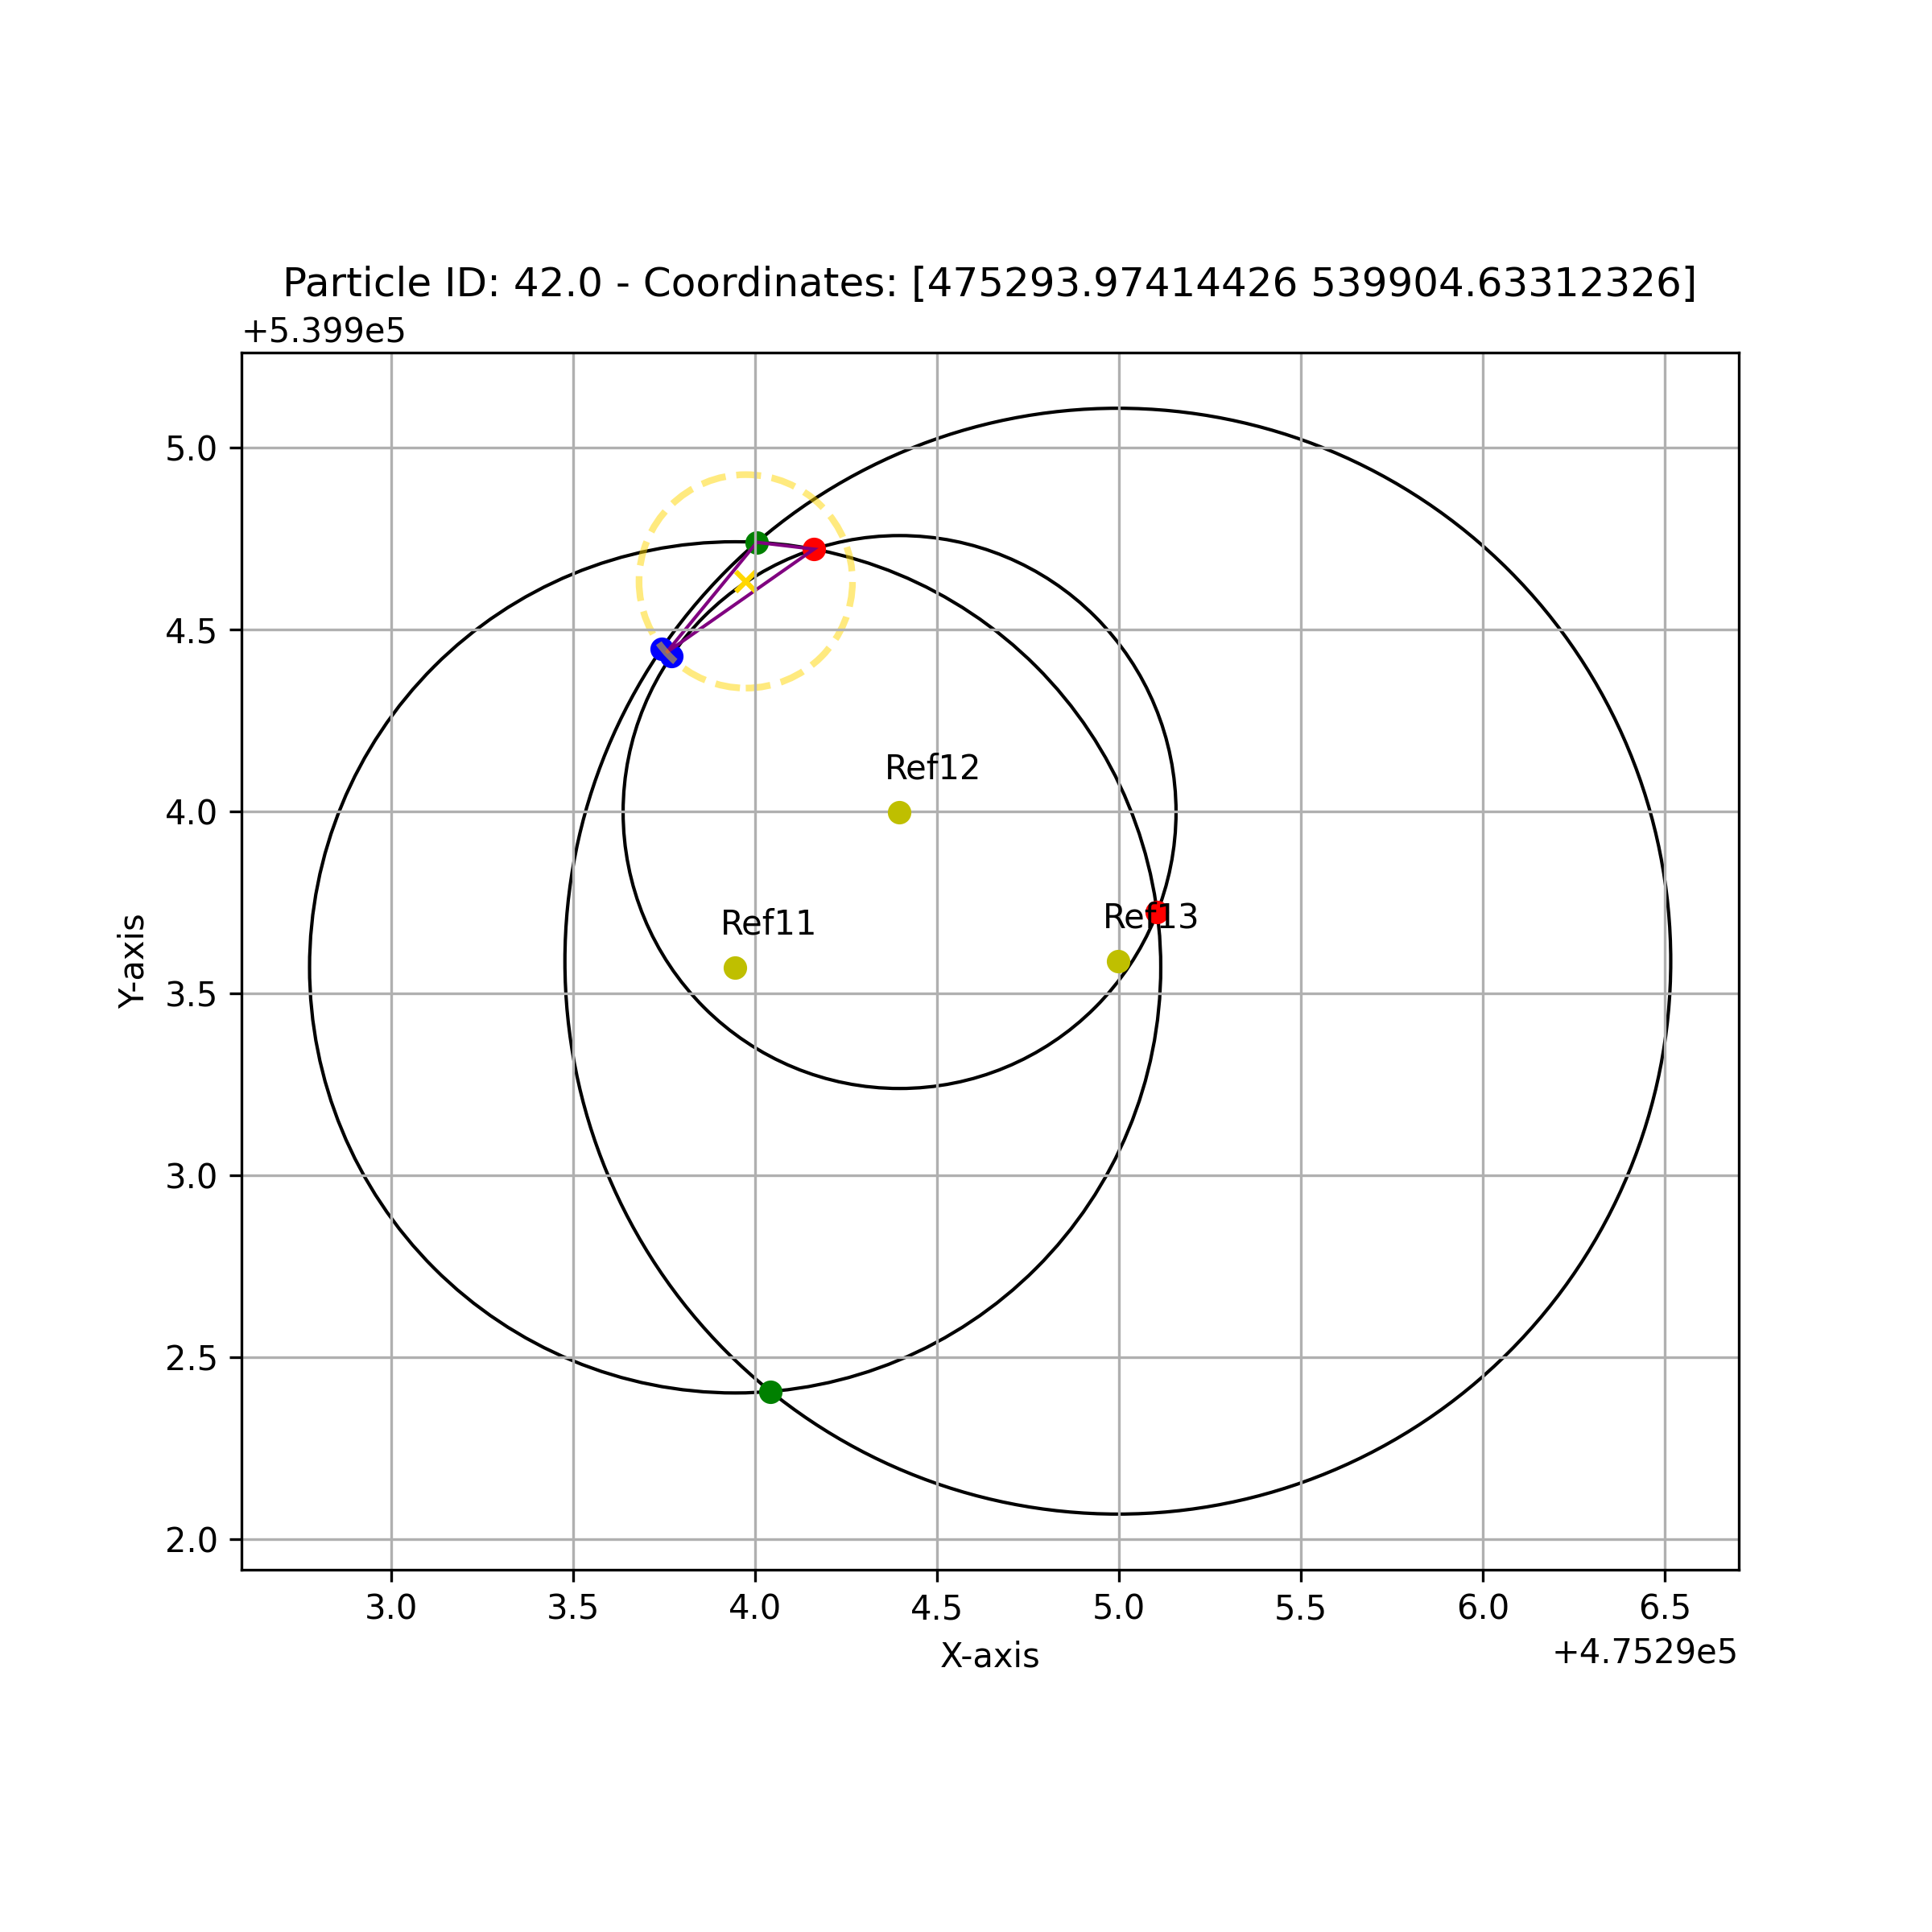 Particle ID: 42.0 - Coordinates: [475293.97414426 539904.63312326]
+5.399e5
5.0
4.5
4.0
3.5
3.0
2.5
2.0
Y-axis
Ref12
Ref11
Ref13
3.0 3.5 4.0 4.5 5.0 5.5 6.0 6.5
X-axis
+4.7529e5